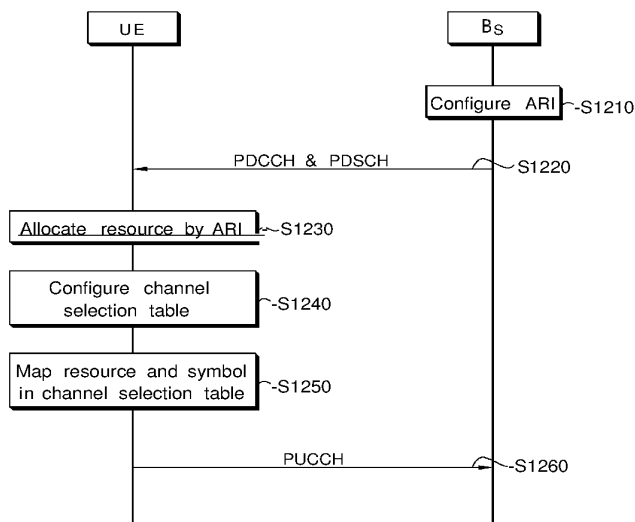 UE
BS
Configure ARI
S1210
PDCCH & PDSCH
S1220
Allocate resource by ARI
S1230
Configure channel
selection table
S1240
Map resource and symbol
in channel selection table
S1250
PUCCH
S1260